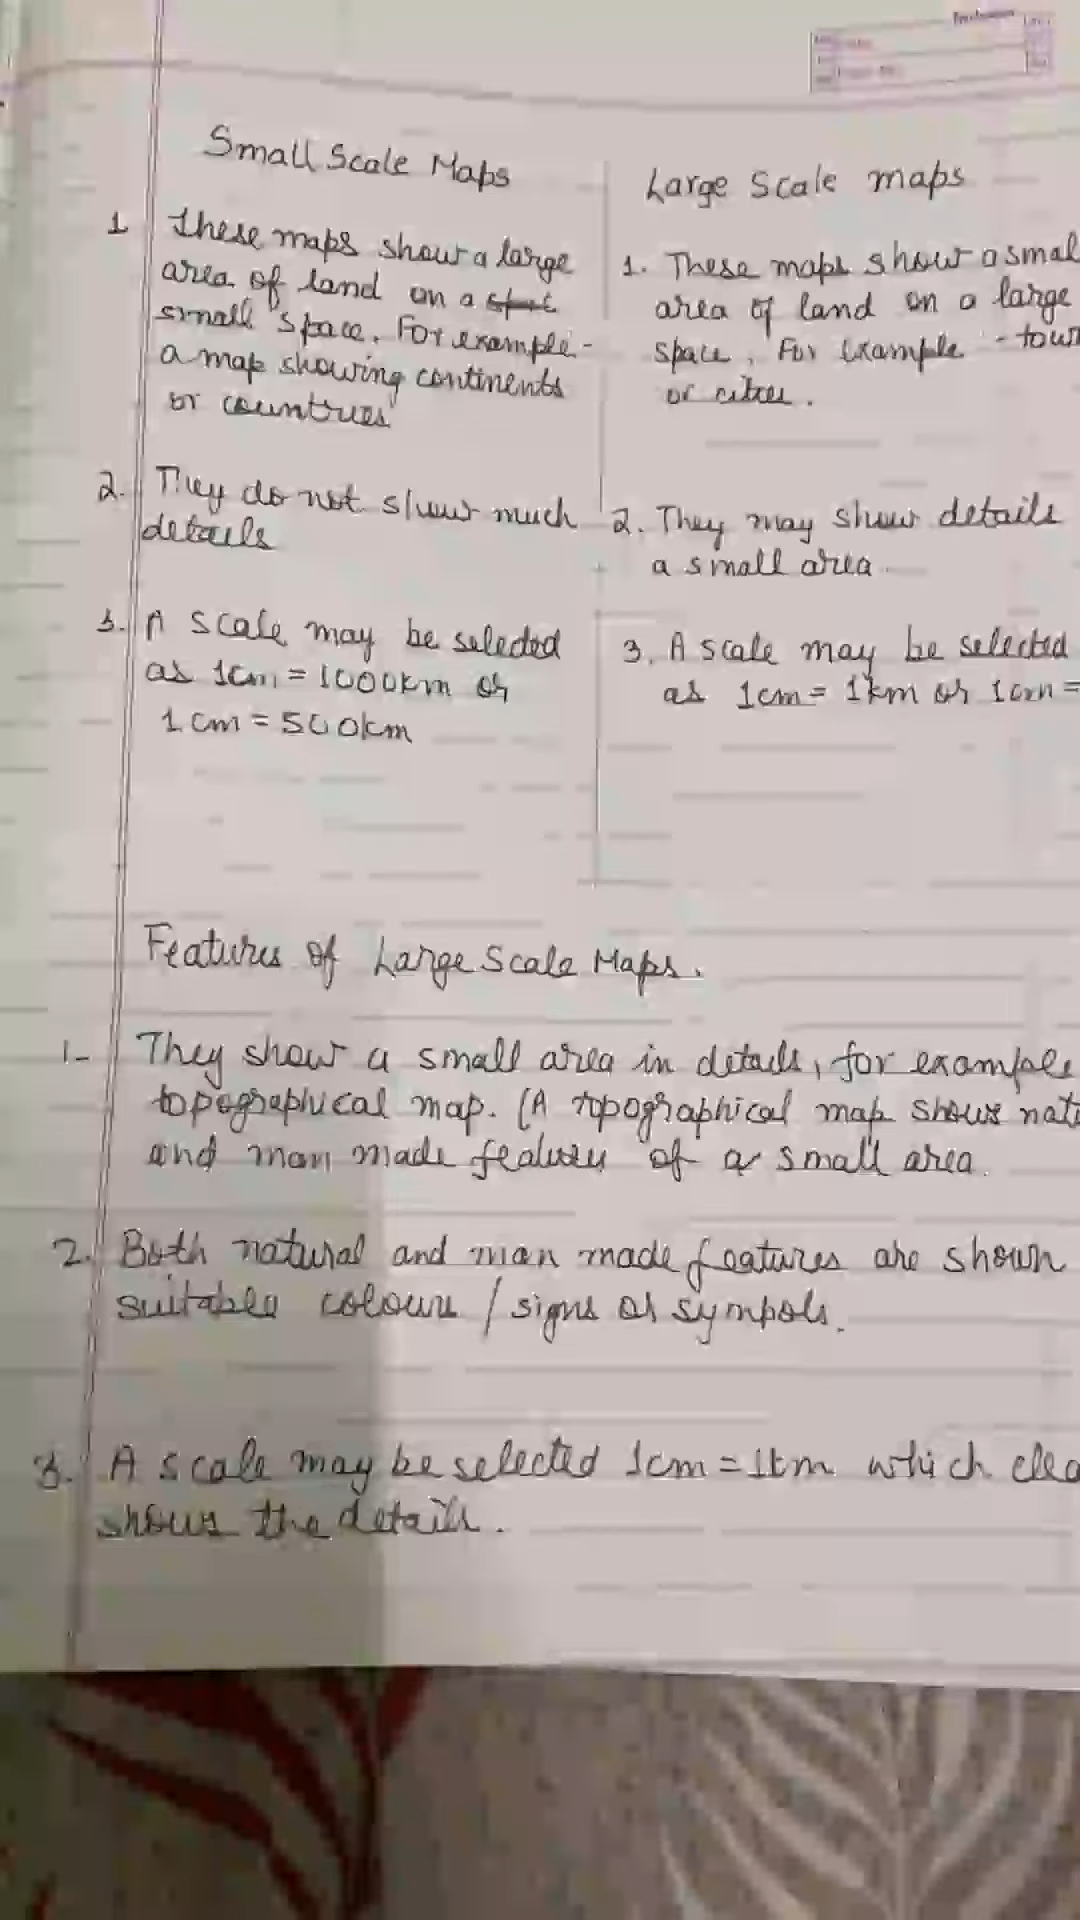 Small Scale Maps
1 These maps show a large
area of land on a
small space. For example -
a map showing continents
or countries
2. They do not show much
details
3. A scale may be selected
as 1cm = 1000km or
1 cm = 500km
Large Scale maps
1. These maps show a smal
area of land on a large
space. For Example - tow
or cities.
2. They may show details
a small area
3. A scale may be selected
as 1cm = 1km or 1cm =
Features of Large Scale Maps.
1- They show a small area in details, for example
topographical map. (A topographical map shows nat
and man made features of a small area.
2. Both natural and man made features are shown
suitable colours / signs or symbols.
3. A scale may be selected 1cm = 1km which clea
shows the details.